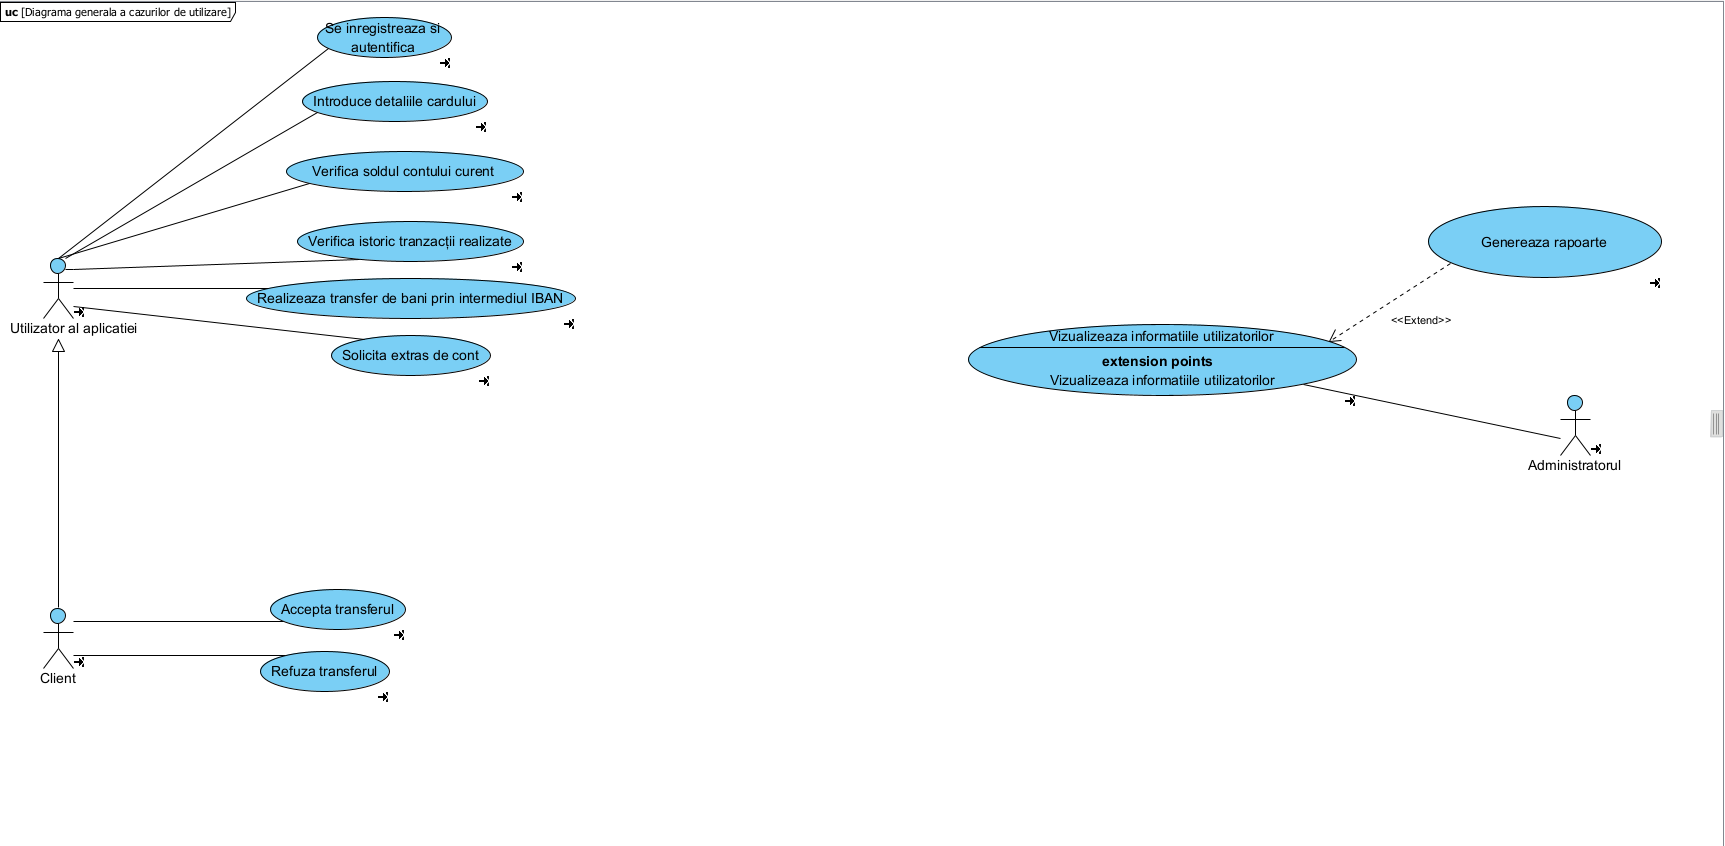 uc [Diagrama generala a cazurilor de utilizare]
Se inregistreaza si
autentifica
Introduce detaliile cardului
Verifica soldul contului curent
Verifica istoric tranzacții realizate
Realizeaza transfer de bani prin intermediul IBAN
Solicita extras de cont
Utilizator al aplicatiei
Genereaza rapoarte
<<Extend>>
Vizualizeaza informatiile utilizatorilor
extension points
Vizualizeaza informatiile utilizatorilor
Administratorul
Accepta transferul
Refuza transferul
Client